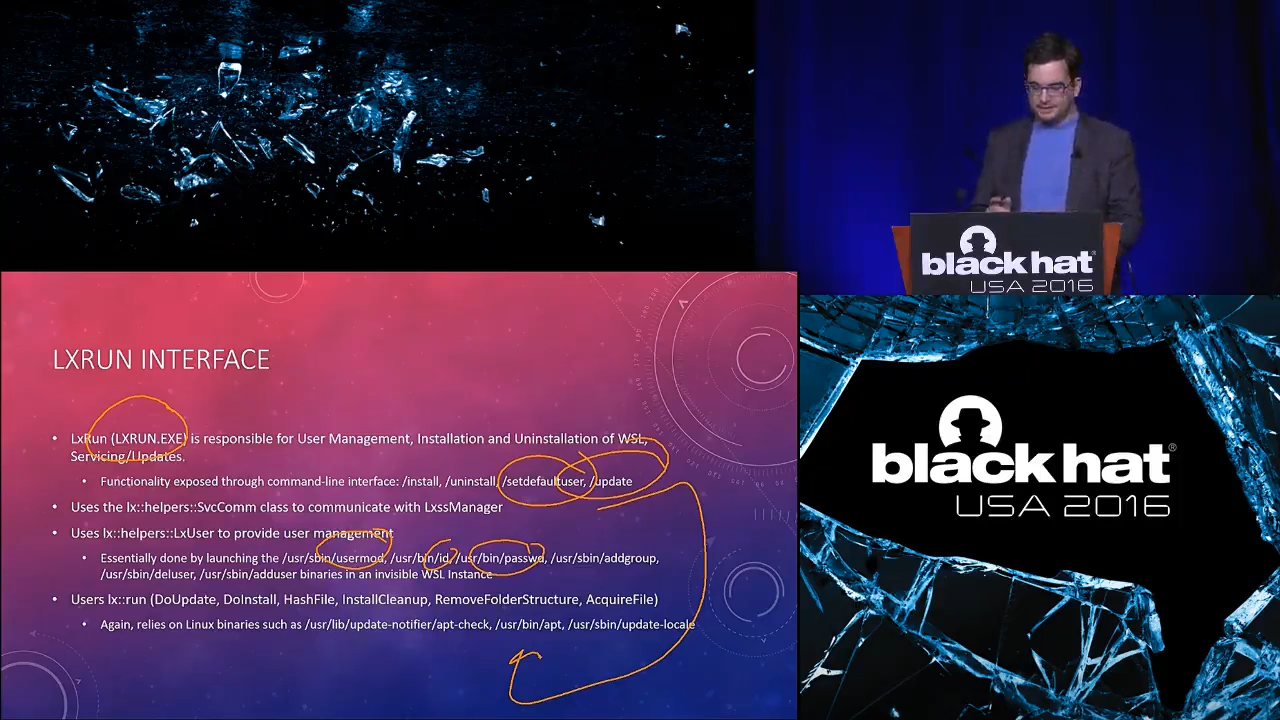 black hat®
USA 2016
LXRUN INTERFACE
• LxRun (LXRUN.EXE) is responsible for User Management, Installation and Uninstallation of WSL,
Servicing/Updates.
• Functionality exposed through command-line interface: /install, /uninstall, /setdefaultuser, /update
• Uses the lx::helpers::SvcComm class to communicate with LxssManager
• Uses lx::helpers::LxUser to provide user management
• Essentially done by launching the /usr/sbin/usermod, /usr/bin/id, /usr/bin/passwd, /usr/sbin/addgroup,
/usr/sbin/deluser, /usr/sbin/adduser binaries in an invisible WSL Instance
• Users lx::run (DoUpdate, DoInstall, HashFile, InstallCleanup, RemoveFolderStructure, AcquireFile)
• Again, relies on Linux binaries such as /usr/lib/update-notifier/apt-check, /usr/bin/apt, /usr/sbin/update-locale
black hat®
USA 2016